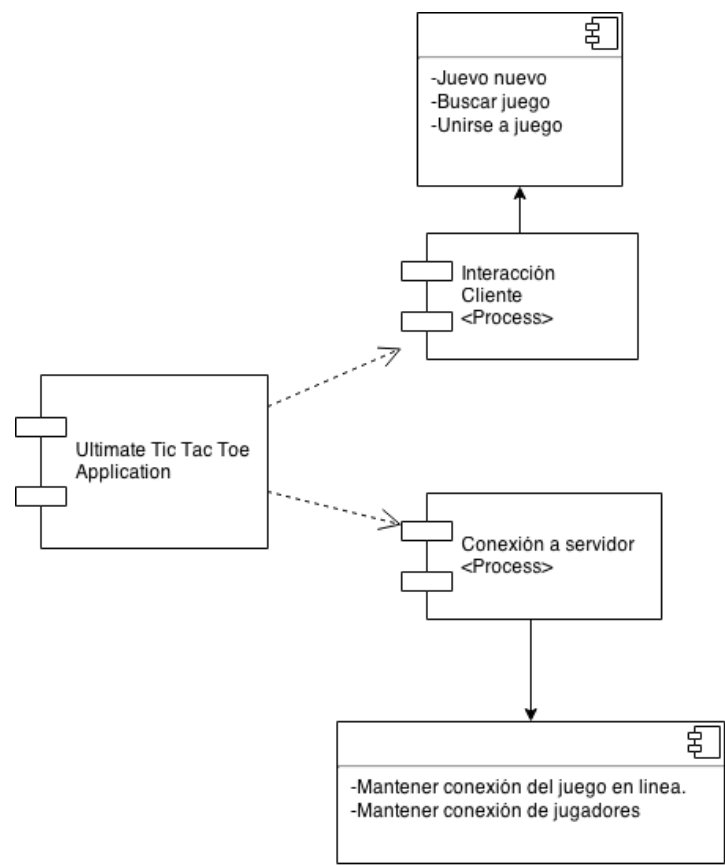 -Juevo nuevo
-Buscar juego
-Unirse a juego
Interacción
Cliente
<Process>
Ultimate Tic Tac Toe
Application
Conexión a servidor
<Process>
-Mantener conexión del juego en linea.
-Mantener conexión de jugadores